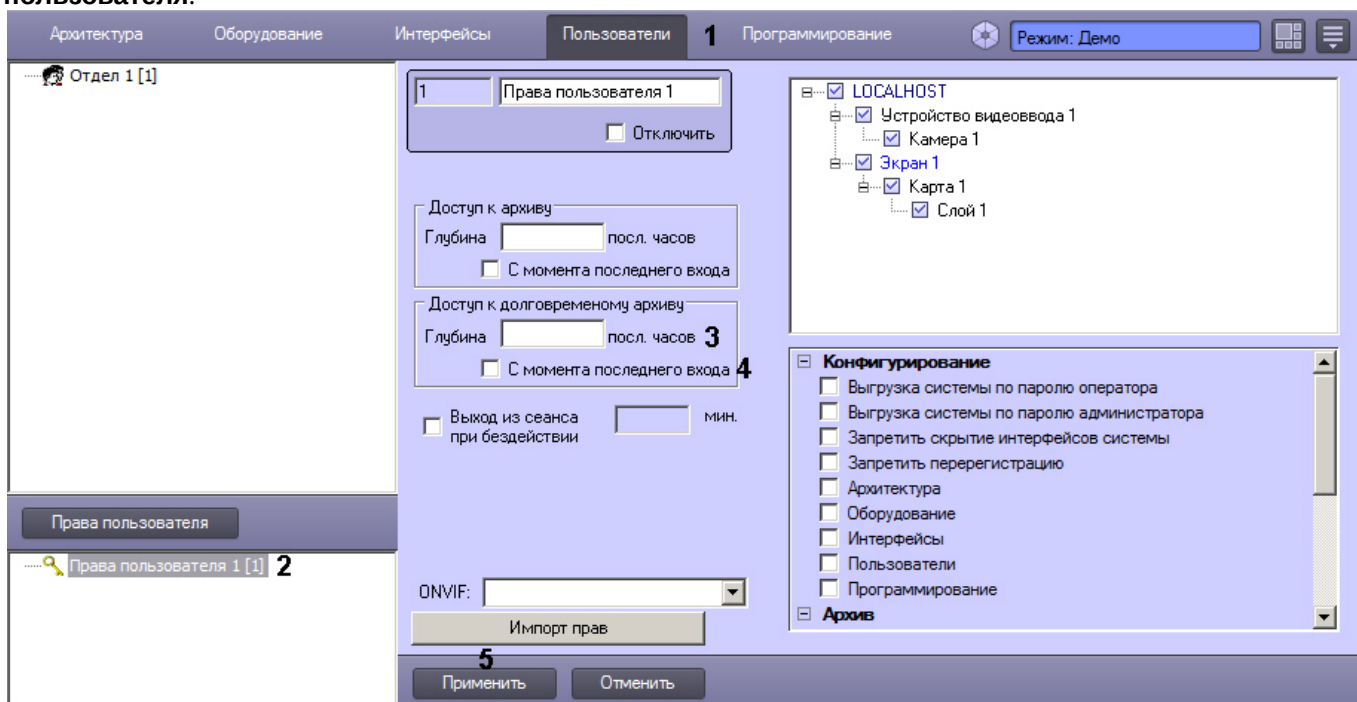 пользователя.
Архитектура Оборудование Интерфейсы Пользователи 1 Программирование Режим: Демо
Отдел 1 [1]
1 Права пользователя 1
Отключить
Доступ к архиву
Глубина посл. часов
С момента последнего входа
Доступ к долговременому архиву
Глубина посл. часов 3
С момента последнего входа 4
Выход из сеанса мин.
при бездействии
ONVIF:
Импорт прав
5
Применить Отменить
LOCALHOST
Устройство видеоввода 1
Камера 1
Экран 1
Карта 1
Слой 1
Конфигурирование
Выгрузка системы по паролю оператора
Выгрузка системы по паролю администратора
Запретить скрытие интерфейсов системы
Запретить перерегистрацию
Архитектура
Оборудование
Интерфейсы
Пользователи
Программирование
Архив
Права пользователя
Права пользователя 1 [1] 2